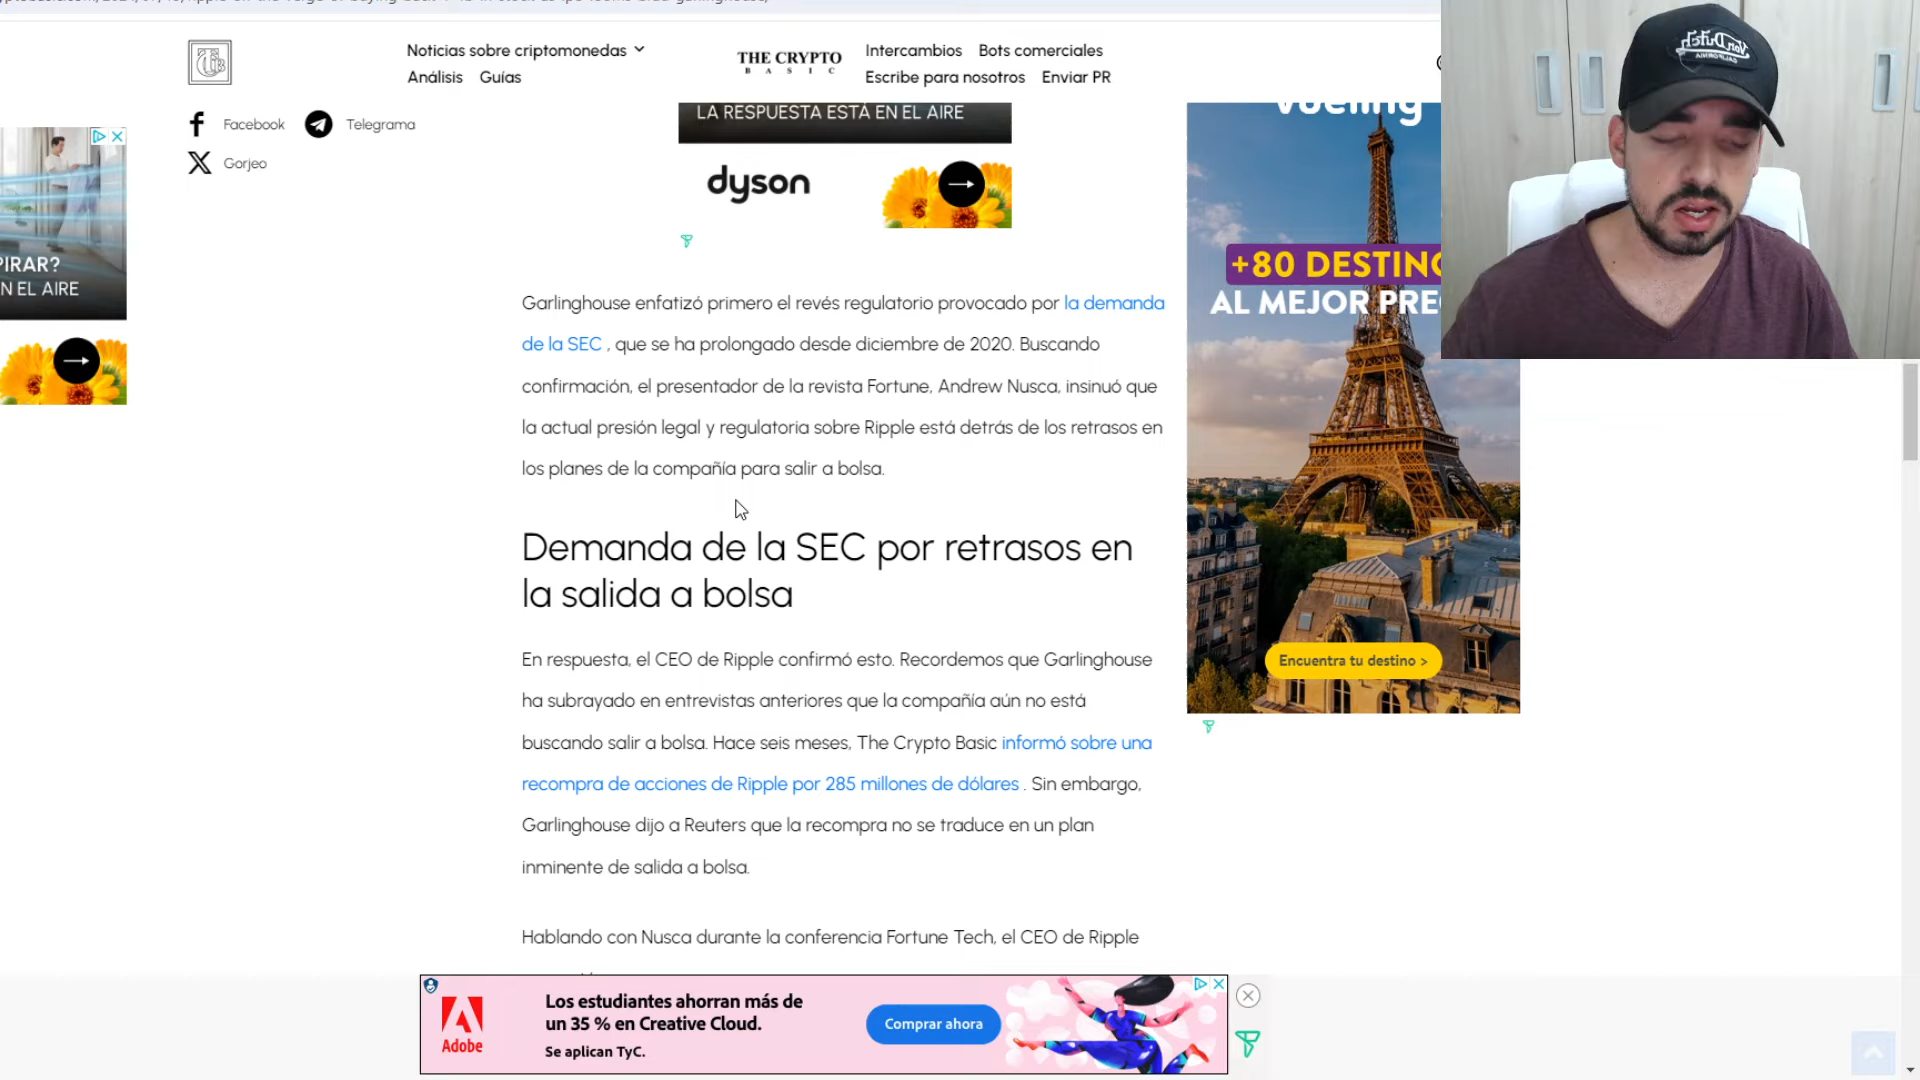 Noticias sobre criptomonedas
Análisis Guías
THE CRYPTO
BASIC
Intercambios Bots comerciales
Escribe para nosotros Enviar PR
Facebook
Telegrama
Gorjeo
LA RESPUESTA ESTÁ EN EL AIRE
dyson
PIRAR?
N EL AIRE
Garlinghouse enfatizó primero el revés regulatorio provocado por la demanda
de la SEC , que se ha prolongado desde diciembre de 2020. Buscando
confirmación, el presentador de la revista Fortune, Andrew Nusca, insinuó que
la actual presión legal y regulatoria sobre Ripple está detrás de los retrasos en
los planes de la compañía para salir a bolsa.
Demanda de la SEC por retrasos en
la salida a bolsa
En respuesta, el CEO de Ripple confirmó esto. Recordemos que Garlinghouse
ha subrayado en entrevistas anteriores que la compañía aún no está
buscando salir a bolsa. Hace seis meses, The Crypto Basic informó sobre una
recompra de acciones de Ripple por 285 millones de dólares . Sin embargo,
Garlinghouse dijo a Reuters que la recompra no se traduce en un plan
inminente de salida a bolsa.
Hablando con Nusca durante la conferencia Fortune Tech, el CEO de Ripple
vueling
+80 DESTINO
AL MEJOR PRE
Encuentra tu destino >
Adobe
Los estudiantes ahorran más de
un 35 % en Creative Cloud.
Se aplican TyC.
Comprar ahora